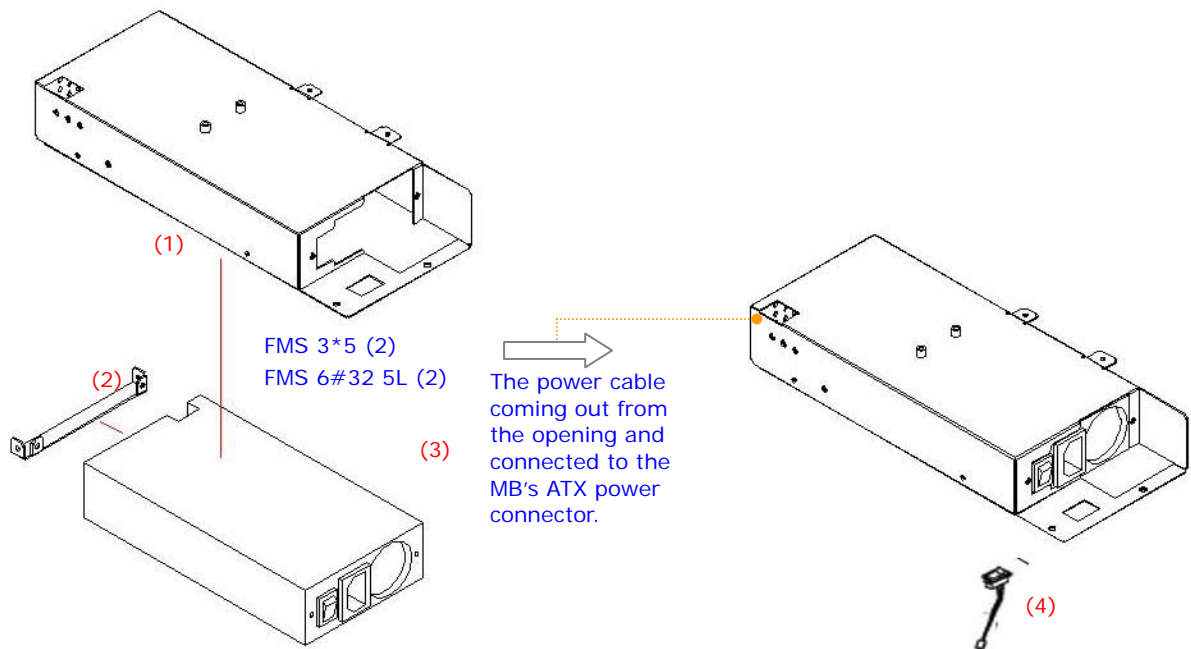 (1)
FMS 3*5 (2)
FMS 6#32 5L (2)
(2)
(3)
The power cable
coming out from
the opening and
connected to the
MB's ATX power
connector.
(4)